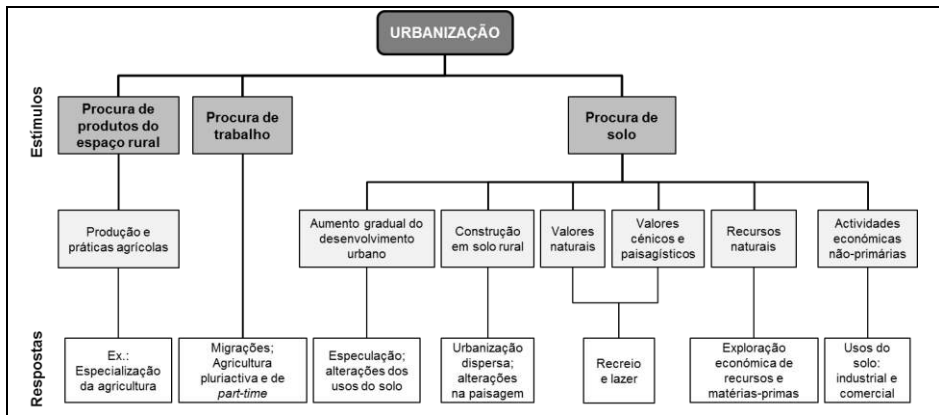 URBANIZAÇÃO
Estímulos
Procura de
produtos do
espaço rural
Procura de
trabalho
Procura de
solo
Produção e
práticas agrícolas
Aumento gradual do
desenvolvimento
urbano
Construção
em solo rural
Valores
naturais
Valores
cénicos e
paisagísticos
Recursos
naturais
Actividades
económicas
não-primárias
Respostas
Ex.:
Especialização
da agricultura
Migrações;
Agricultura
pluriactiva e de
part-time
Especulação;
alterações dos
usos do solo
Urbanização
dispersa;
alterações
na paisagem
Recreio
e lazer
Exploração
económica de
recursos e
matérias-primas
Usos do
solo:
industrial e
comercial